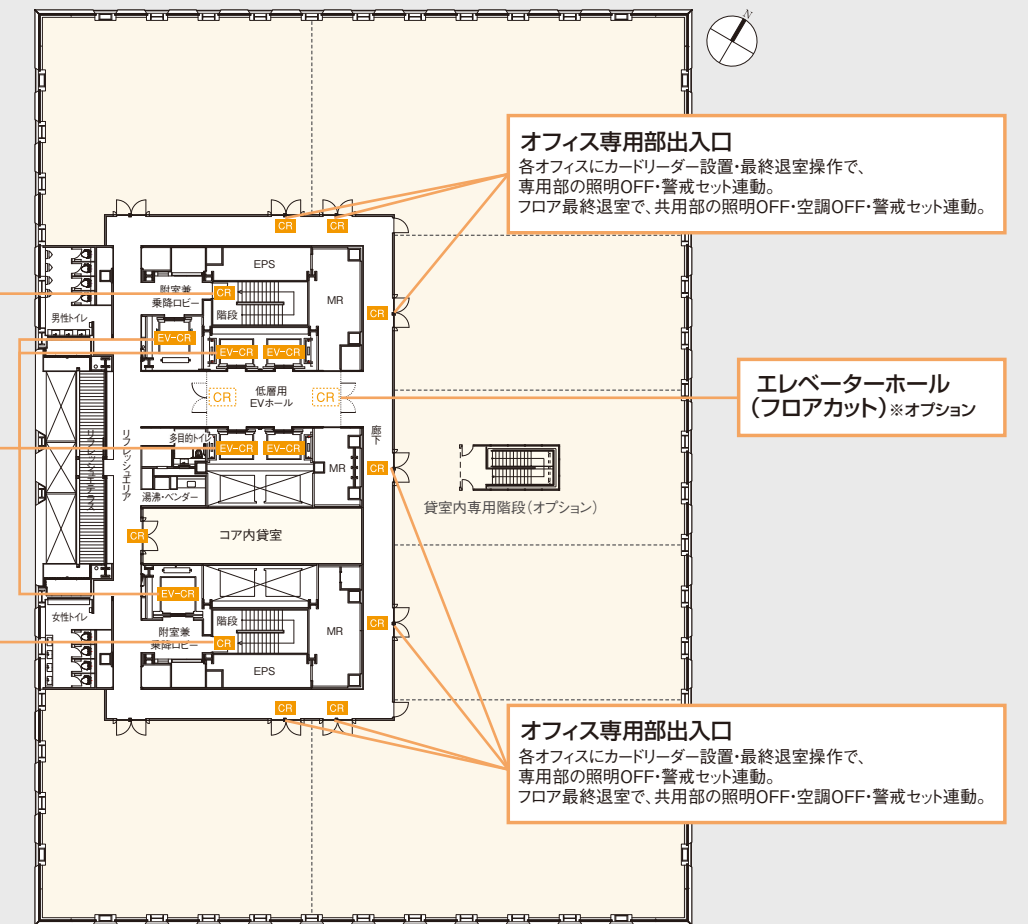 N
オフィス専用部出入口
各オフィスにカードリーダー設置・最終退室操作で、
専用部の照明OFF・警戒セット連動。
フロア最終退室で、共用部の照明OFF・空調OFF・警戒セット連動。
CR
CR
EPS
附室兼
乗降ロビー
CR
階段
MR
CR
男性トイレ
EV-CR
EV-CR
EV-CR
CR
低層用
EVホール
CR
エレベーターホール
(フロアカット)※オプション
リフレッシュテラス
リフレッシュエリア
多目的トイレ
EV-CR
EV-CR
廊下
MR
CR
湯沸・ベンダー
貸室内専用階段(オプション)
CR
コア内貸室
EV-CR
女性トイレ
附室兼
乗降ロビー
階段
CR
MR
CR
EPS
CR
CR
オフィス専用部出入口
各オフィスにカードリーダー設置・最終退室操作で、
専用部の照明OFF・警戒セット連動。
フロア最終退室で、共用部の照明OFF・空調OFF・警戒セット連動。